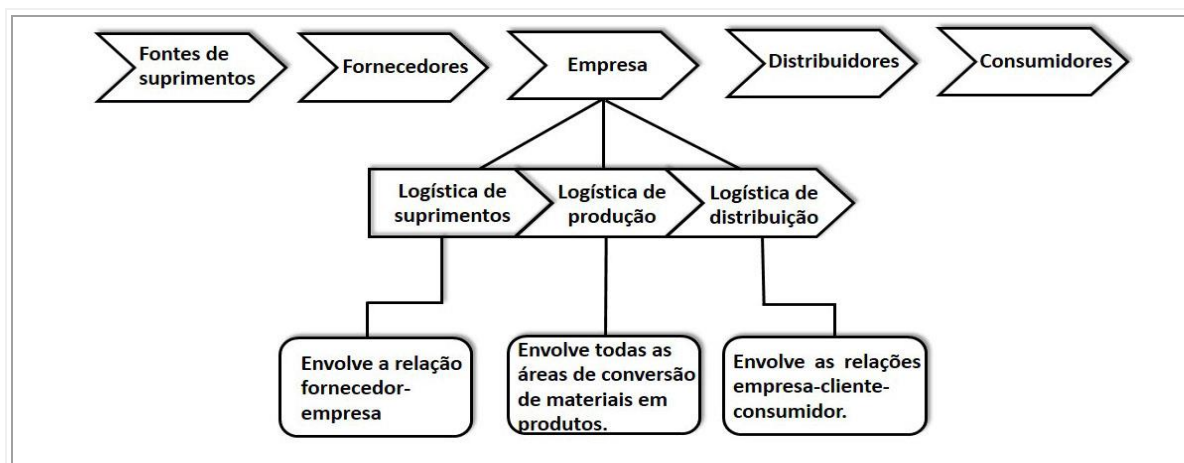 Fontes de
suprimentos
Fornecedores
Empresa
Distribuidores
Consumidores
Logística de
suprimentos
Logística de
produção
Logística de
distribuição
Envolve a relação
fornecedor-
empresa
Envolve todas as
áreas de conversão
de materiais em
produtos.
Envolve as relações
empresa-cliente-
consumidor.